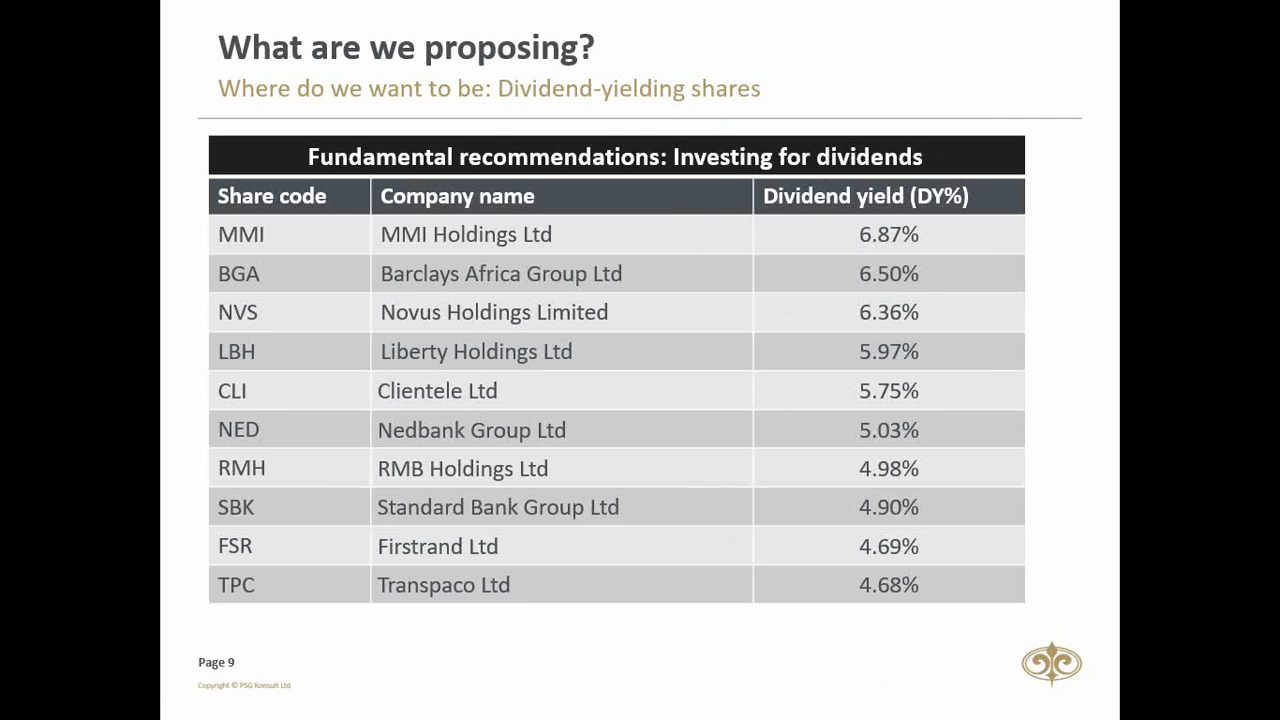 What are we proposing?
Where do we want to be: Dividend-yielding shares
Fundamental recommendations: Investing for dividends
Share code Company name Dividend yield (DY%)
MMI MMI Holdings Ltd 6.87%
BGA Barclays Africa Group Ltd 6.50%
NVS Novus Holdings Limited 6.36%
LBH Liberty Holdings Ltd 5.97%
CLI Clientele Ltd 5.75%
NED Nedbank Group Ltd 5.03%
RMH RMB Holdings Ltd 4.98%
SBK Standard Bank Group Ltd 4.90%
FSR Firstrand Ltd 4.69%
TPC Transpaco Ltd 4.68%
Page 9
Copyright © PSG Konsult Ltd